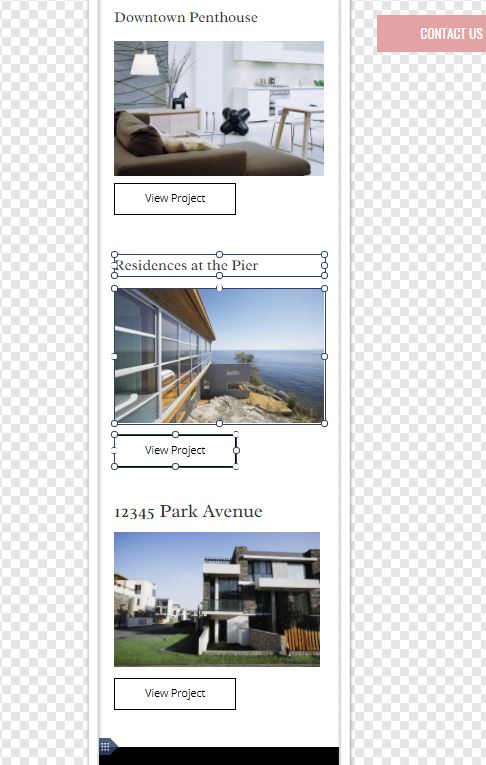 Downtown Penthouse
CONTACT US
View Project
Residences at the Pier
View Project
12345 Park Avenue
View Project